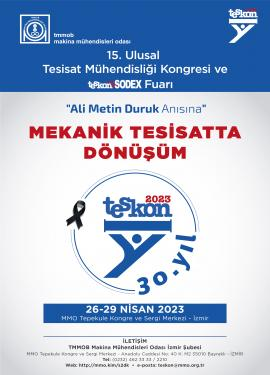 teskon
tmmob
makina mühendisleri odası
15. Ulusal
Tesisat Mühendisliği Kongresi ve
teskon SODEX Fuarı
"Ali Metin Duruk Anısına"
MEKANİK TESİSATTA
DÖNÜŞÜM
2023
teskon
30·yıl
26-29 NİSAN 2023
MMO Tepekule Kongre ve Sergi Merkezi - İzmir
İLETİŞİM
TMMOB Makina Mühendisleri Odası İzmir Şubesi
MMO Tepekule Kongre ve Sergi Merkezi - Anadolu Caddesi No: 40 K: M2 35010 Bayraklı - İZMİR
Tel: (0232) 462 33 33 / 2210
Web: http://mmo.kim/s2dk • e-posta: teskon@mmo.org.tr